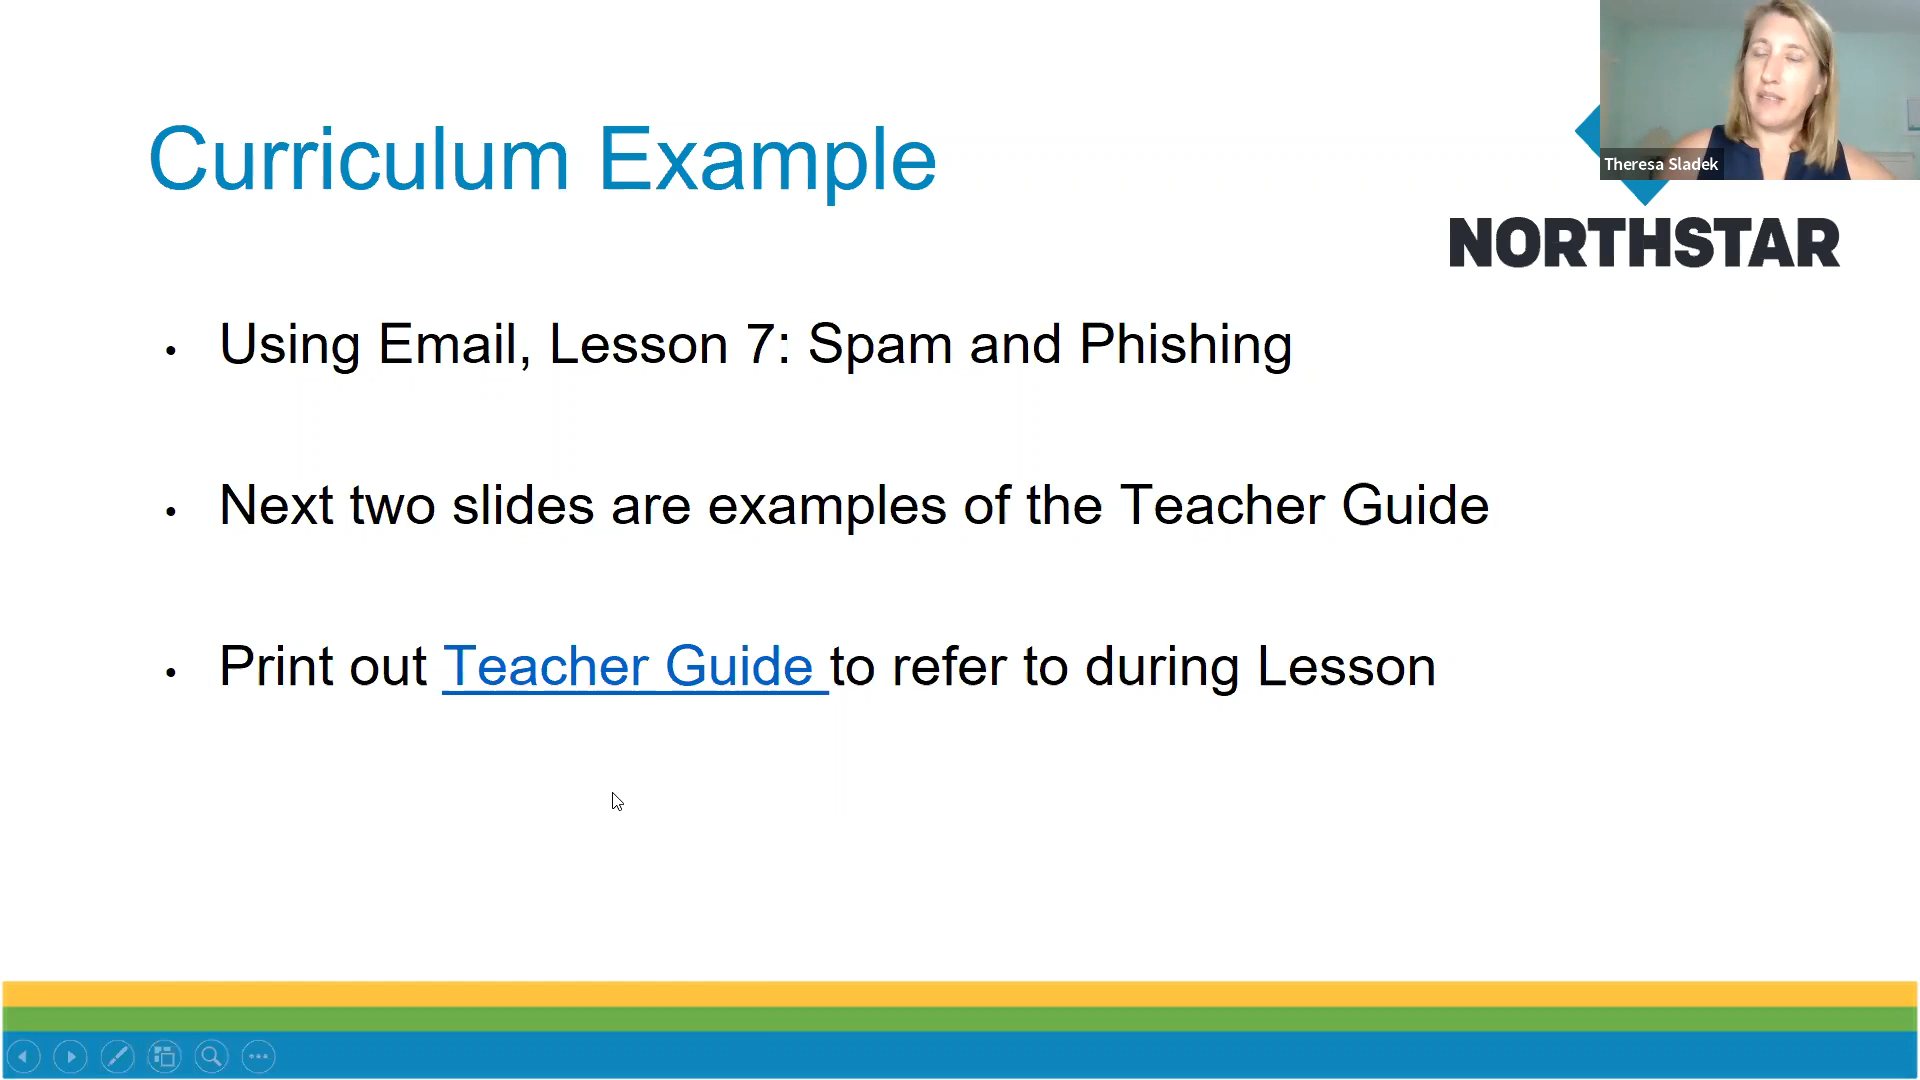 Curriculum Example
Theresa Sladek
NORTHSTAR
• Using Email, Lesson 7: Spam and Phishing
• Next two slides are examples of the Teacher Guide
• Print out Teacher Guide to refer to during Lesson